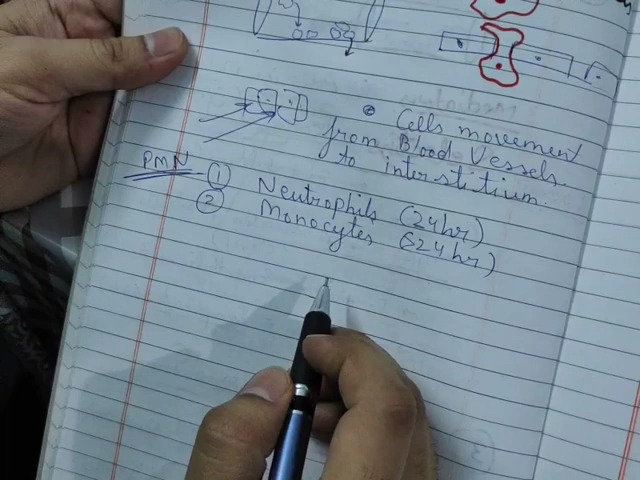 Cells movement
from Blood Vessels
to interstitium.
PMN
① Neutrophils (24hr)
② Monocytes (>24hr)